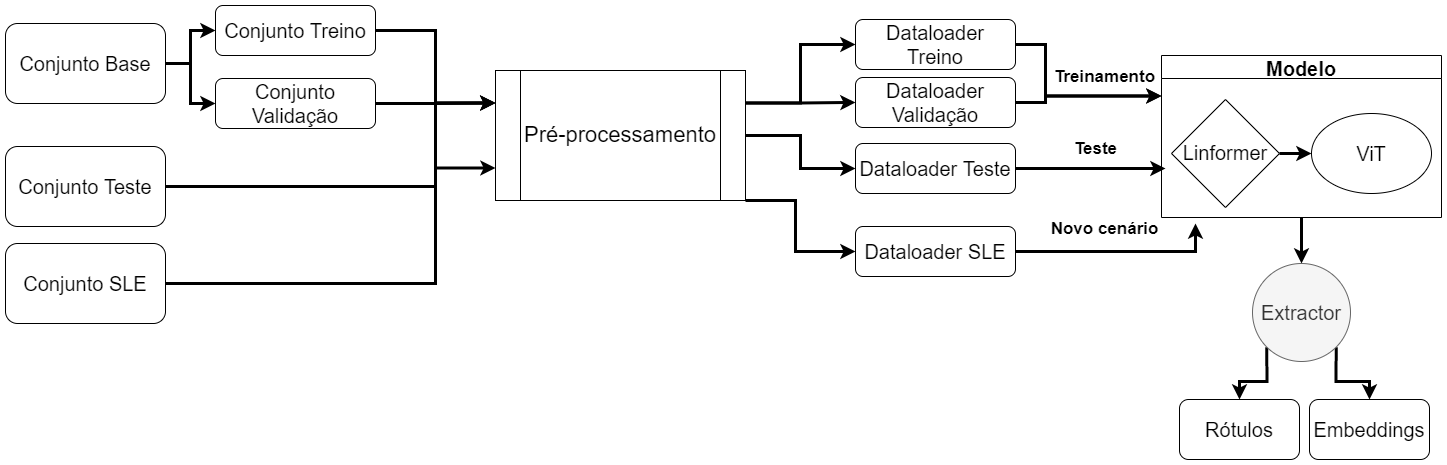 Conjunto Base
Conjunto Treino
Conjunto
Validação
Conjunto Teste
Conjunto SLE
Pré-processamento
Dataloader
Treino
Dataloader
Validação
Dataloader Teste
Dataloader SLE
Treinamento
Teste
Novo cenário
Modelo
Linformer
ViT
Extractor
Rótulos
Embeddings